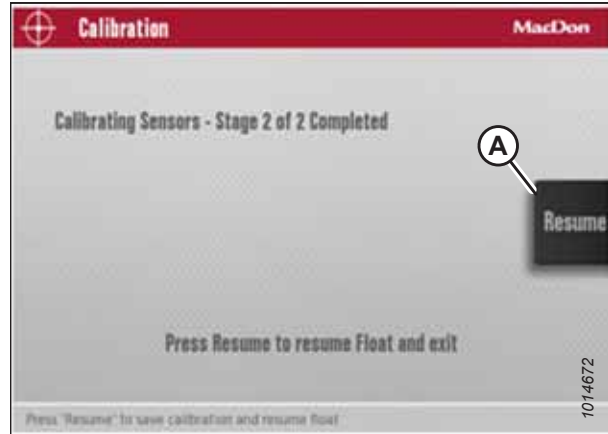 Calibration
MacDon
Calibrating Sensors - Stage 2 of 2 Completed
A
Resume
Press Resume to resume Float and exit
1014672
Press "Resume" to save calibration and resume float